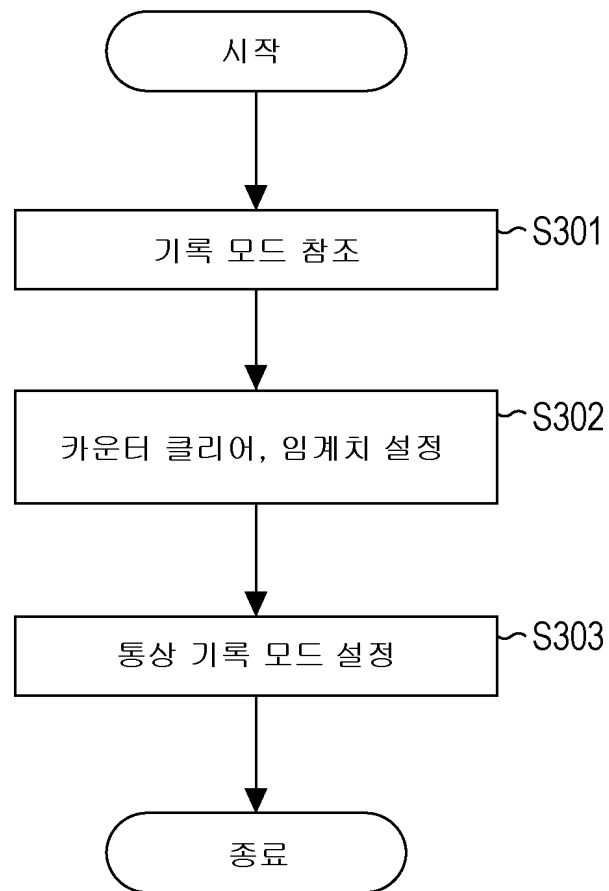 시작
기록 모드 참조
S301
카운터 클리어, 임계치 설정
S302
통상 기록 모드 설정
S303
종료